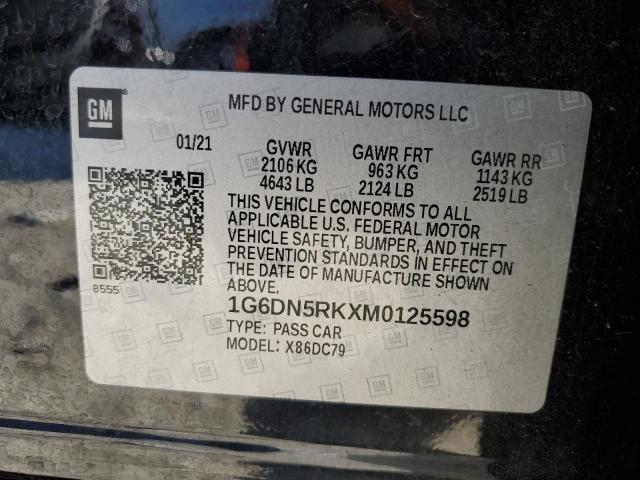 GM
MFD BY GENERAL MOTORS LLC
01/21
GVWR
2106 KG
4643 LB
GAWR FRT
963 KG
2124 LB
GAWR RR
1143 KG
2519 LB
THIS VEHICLE CONFORMS TO ALL
APPLICABLE U.S. FEDERAL MOTOR
VEHICLE SAFETY, BUMPER, AND THEFT
PREVENTION STANDARDS IN EFFECT ON
THE DATE OF MANUFACTURE SHOWN
ABOVE.
8555
1G6DN5RKXM0125598
TYPE: PASS CAR
MODEL: X86DC79